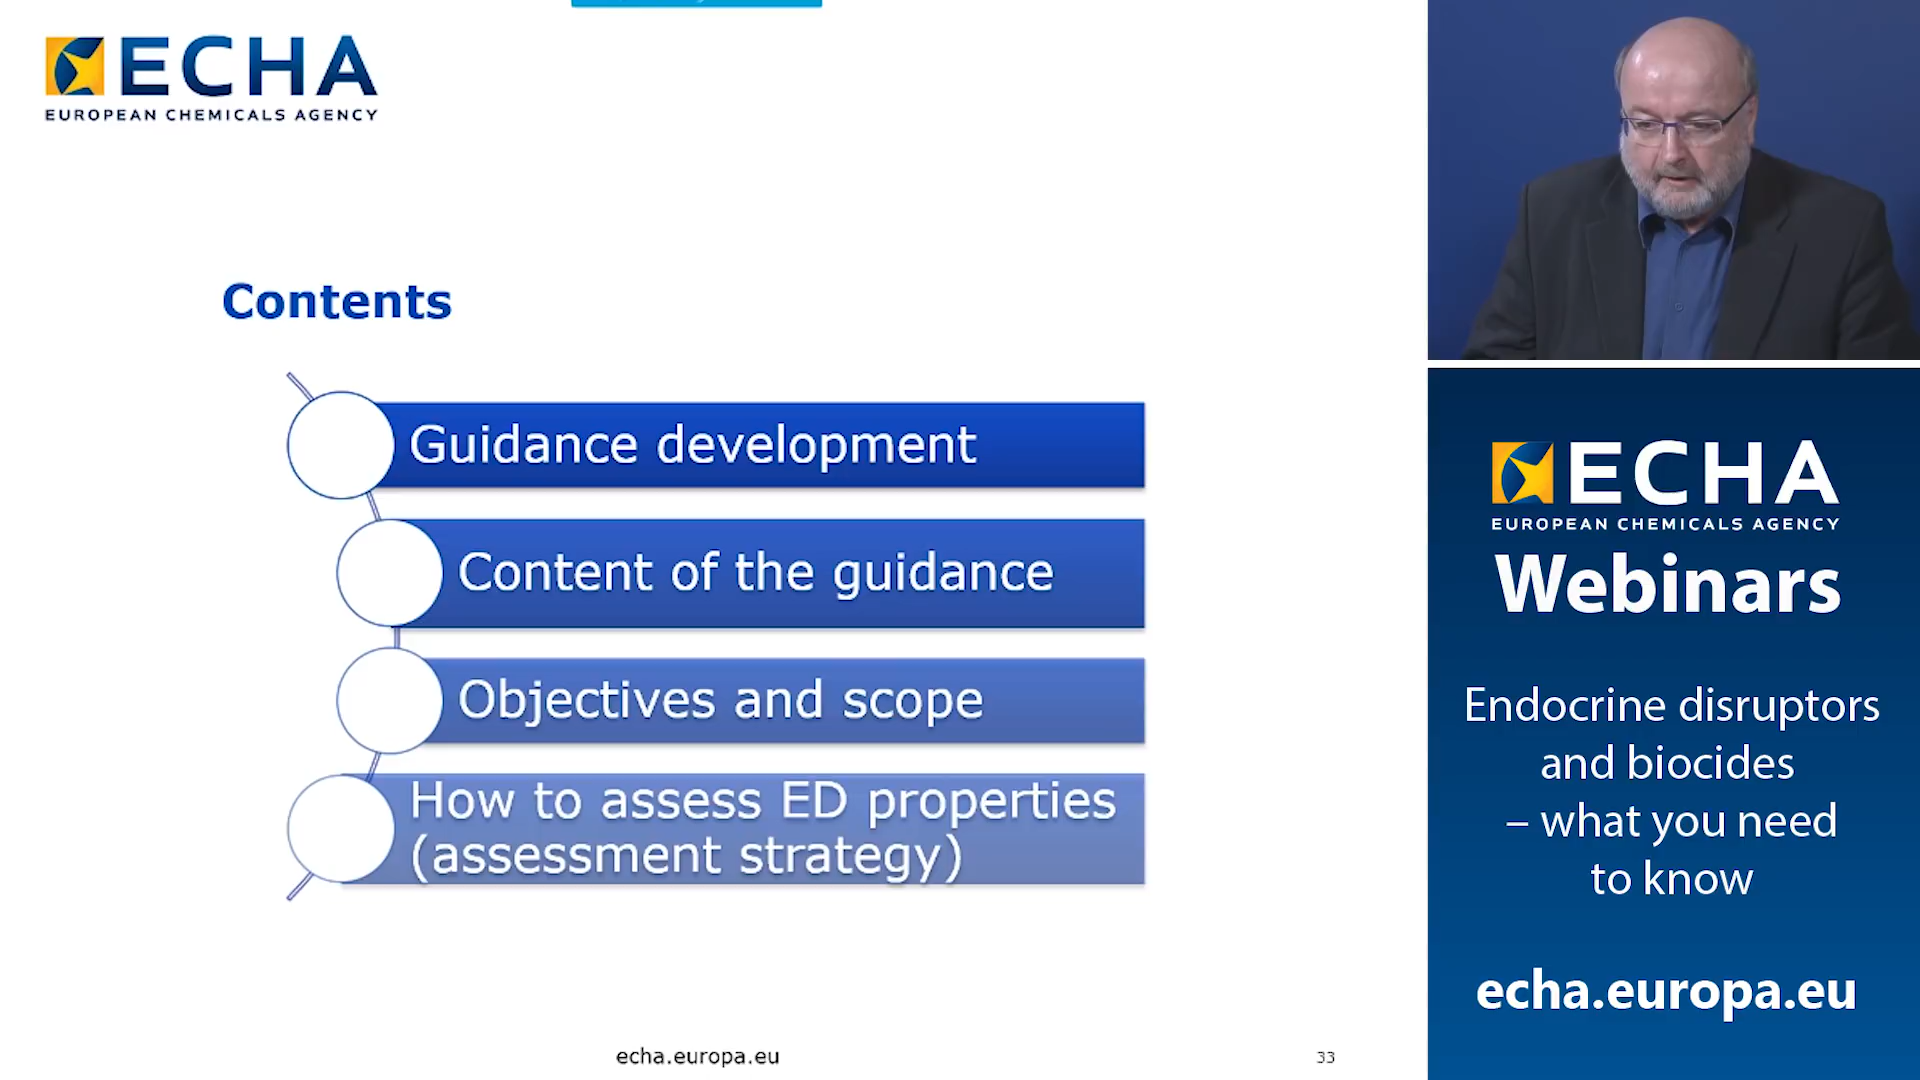 ECHA
EUROPEAN CHEMICALS AGENCY
Contents
Guidance development
Content of the guidance
Objectives and scope
How to assess ED properties
(assessment strategy)
echa.europa.eu
33
ECHA
EUROPEAN CHEMICALS AGENCY
Webinars
Endocrine disruptors
and biocides
– what you need
to know
echa.europa.eu